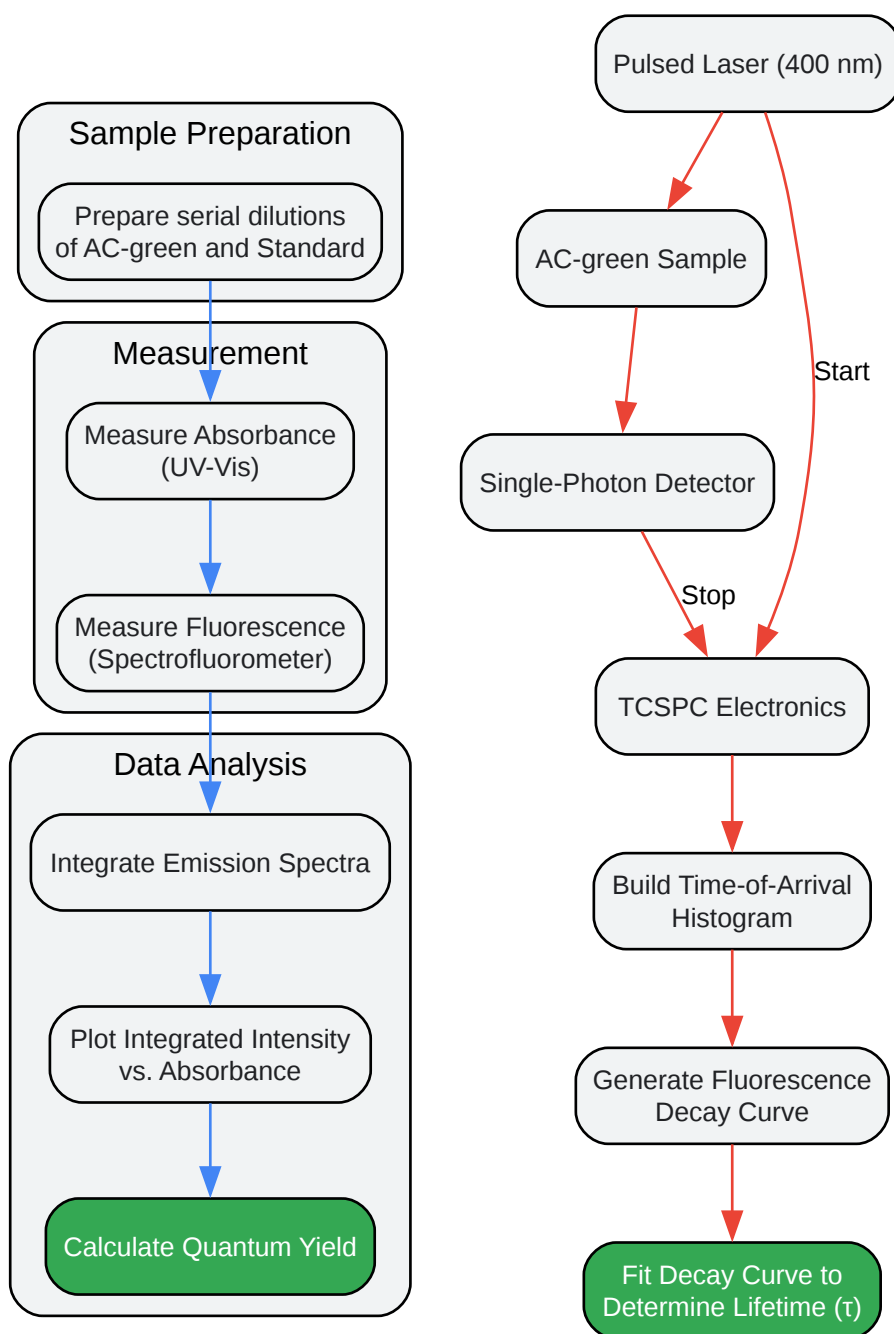 Sample Preparation
Prepare serial dilutions
of AC-green and Standard
Measurement
Measure Absorbance
(UV-Vis)
Measure Fluorescence
(Spectrofluorometer)
Data Analysis
Integrate Emission Spectra
Plot Integrated Intensity
vs. Absorbance
Calculate Quantum Yield
Pulsed Laser (400 nm)
AC-green Sample
Start
Single-Photon Detector
Stop
TCSPC Electronics
Build Time-of-Arrival
Histogram
Generate Fluorescence
Decay Curve
Fit Decay Curve to
Determine Lifetime (τ)